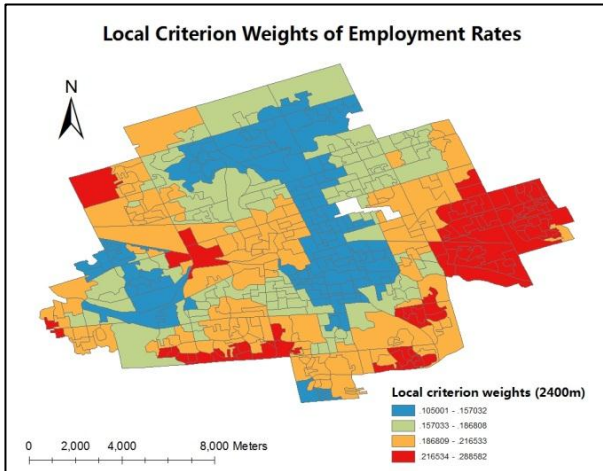 Local Criterion Weights of Employment Rates
N
Local criterion weights (2400m)
.105001 - .157032
.157033 - .186808
.186809 - .216533
.216534 - .288582
0 2,000 4,000 8,000 Meters